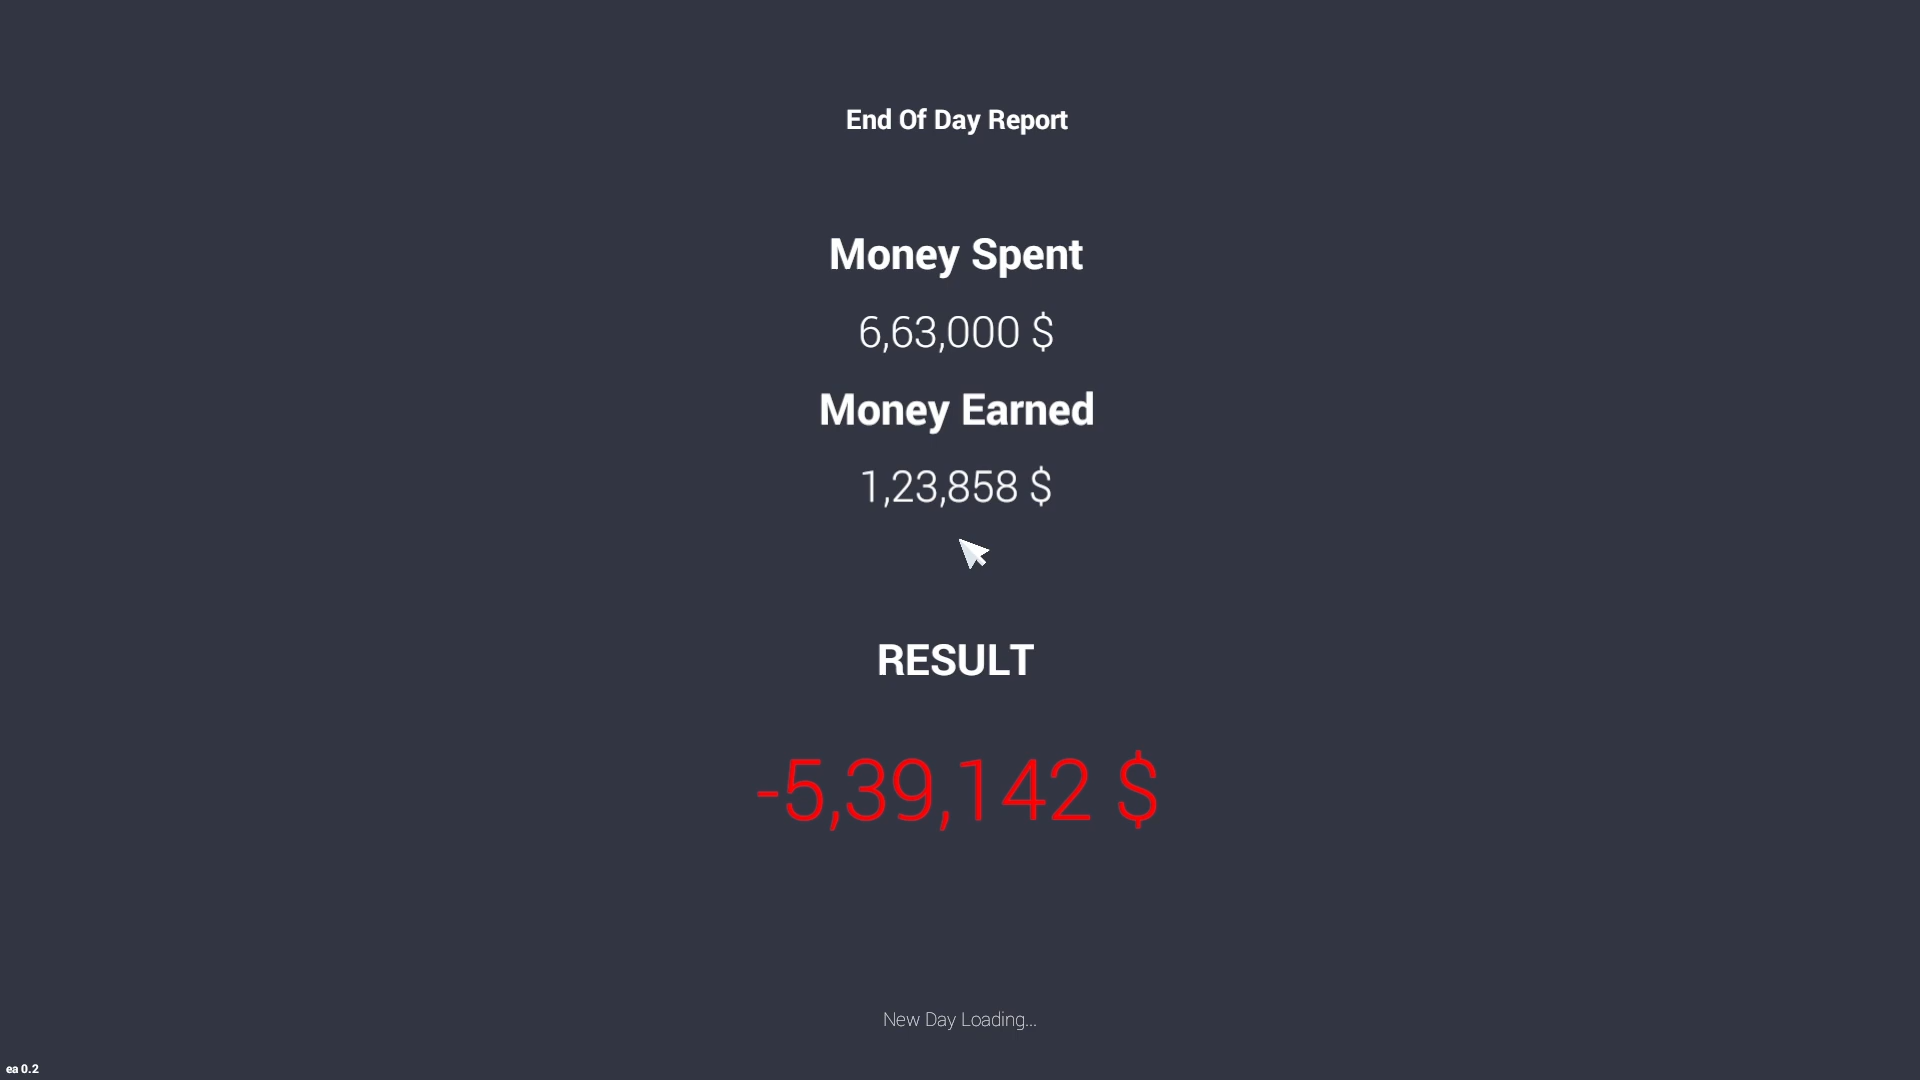 End Of Day Report
Money Spent
6,63,000 $
Money Earned
1,23,858 $
RESULT
-5,39,142 $
New Day Loading...
ea 0.2